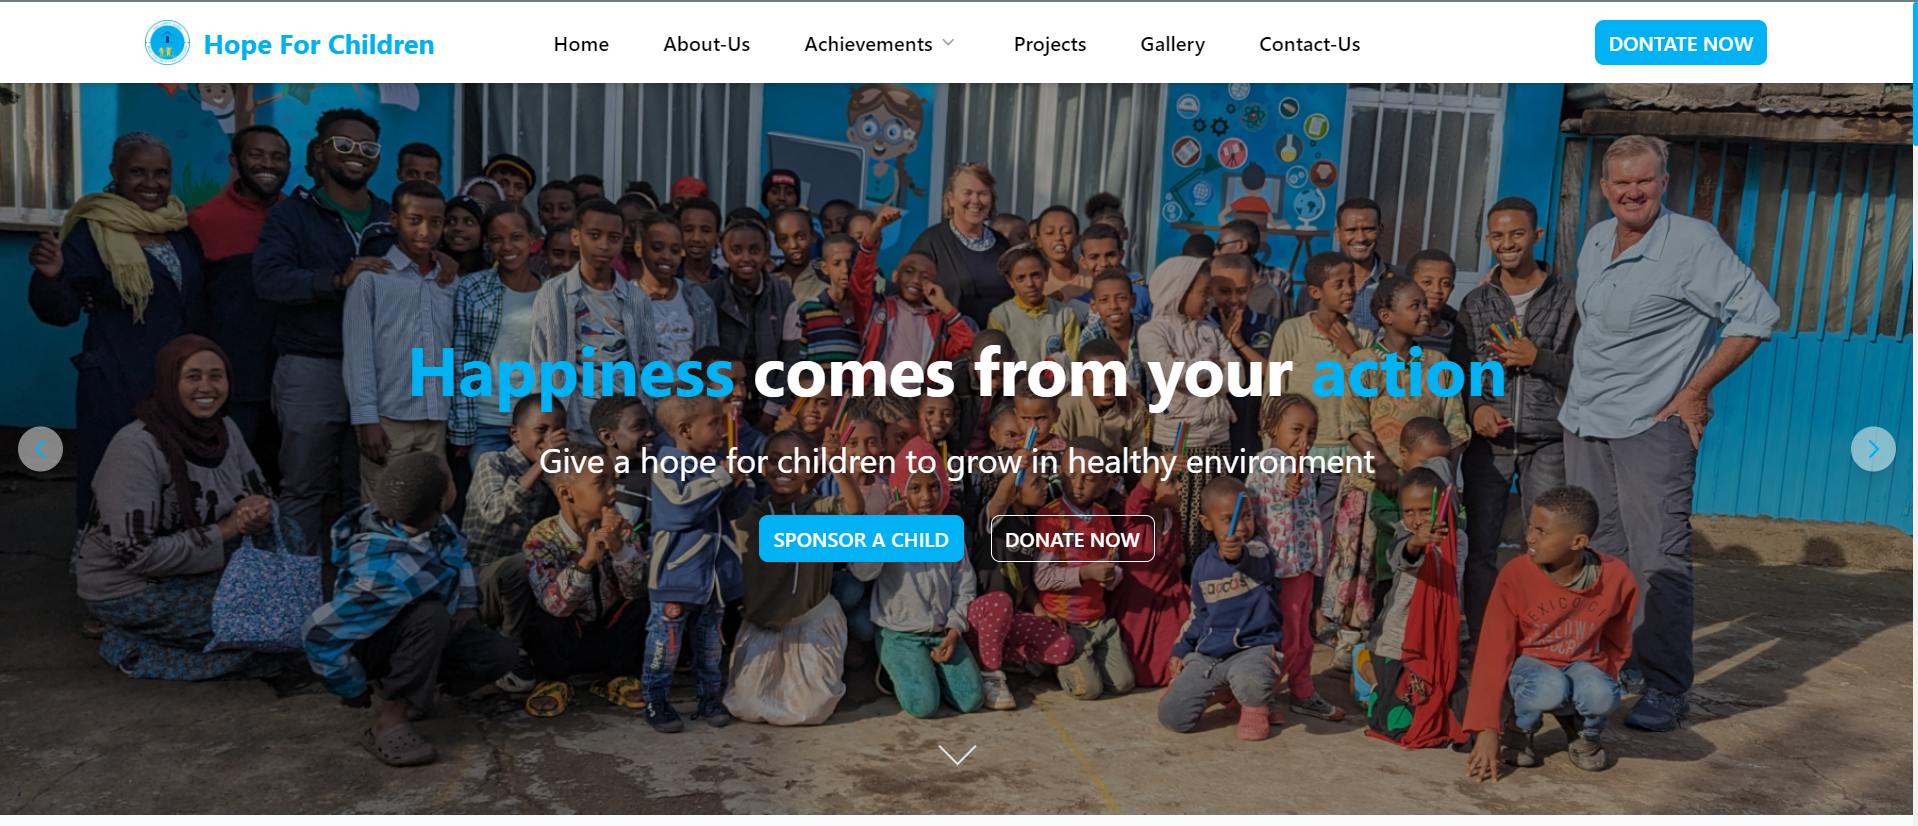 Hope For Children
Home
About-Us
Achievements
Projects
Gallery
Contact-Us
DONTATE NOW
Happiness comes from your action
Give a hope for children to grow in healthy environment
SPONSOR A CHILD
DONATE NOW